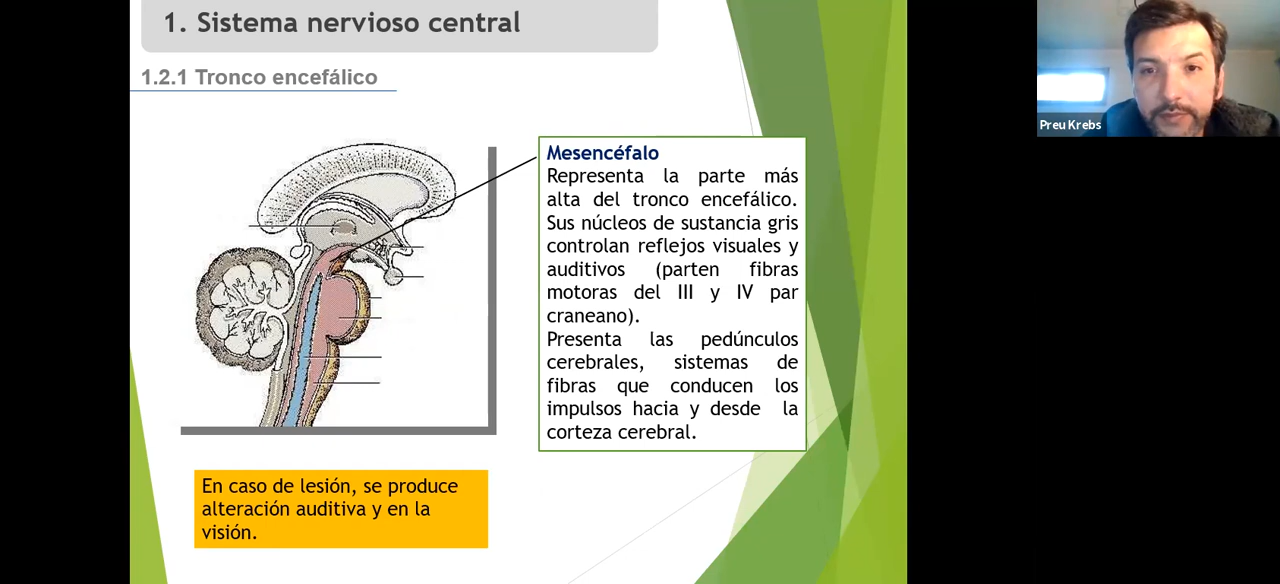 1. Sistema nervioso central
1.2.1 Tronco encefálico
Mesencéfalo
Representa la parte más
alta del tronco encefálico.
Sus núcleos de sustancia gris
controlan reflejos visuales y
auditivos (parten fibras
motoras del III y IV par
craneano).
Presenta las pedúnculos
cerebrales, sistemas de
fibras que conducen los
impulsos hacia y desde la
corteza cerebral.
En caso de lesión, se produce
alteración auditiva y en la
visión.
Preu Krebs